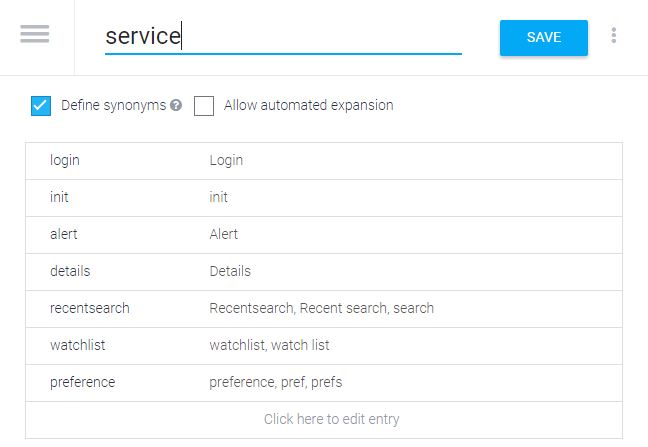 service
SAVE
Define synonyms ? Allow automated expansion
login Login
init init
alert Alert
details Details
recentsearch Recentsearch, Recent search, search
watchlist watchlist, watch list
preference preference, pref, prefs
Click here to edit entry